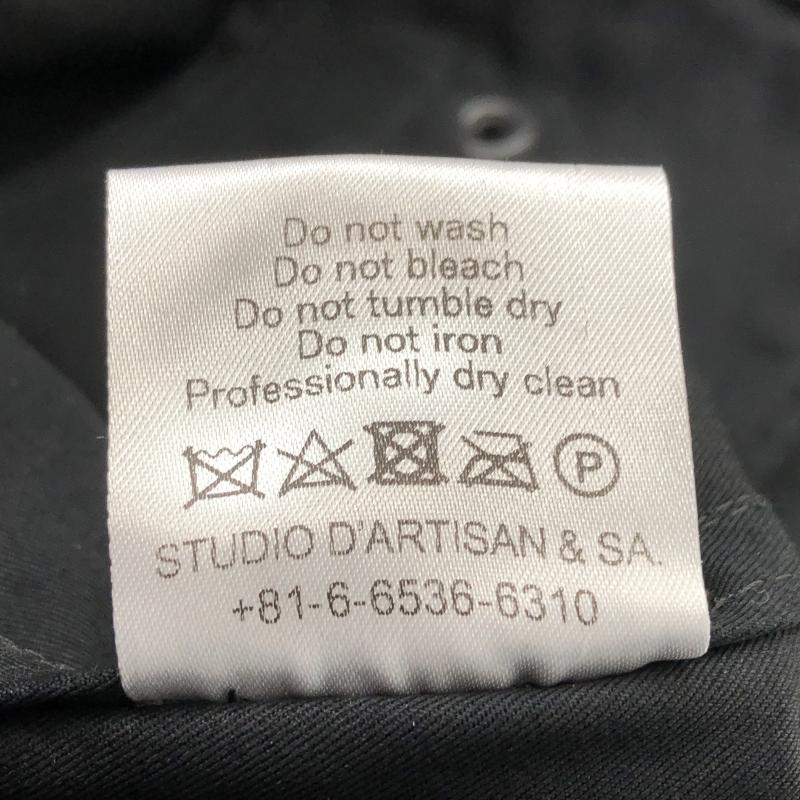 Do not wash
Do not bleach
Do not tumble dry
Do not iron
Professionally dry clean
P
STUDIO D'ARTISAN & SA.
+81-6-6536-6310